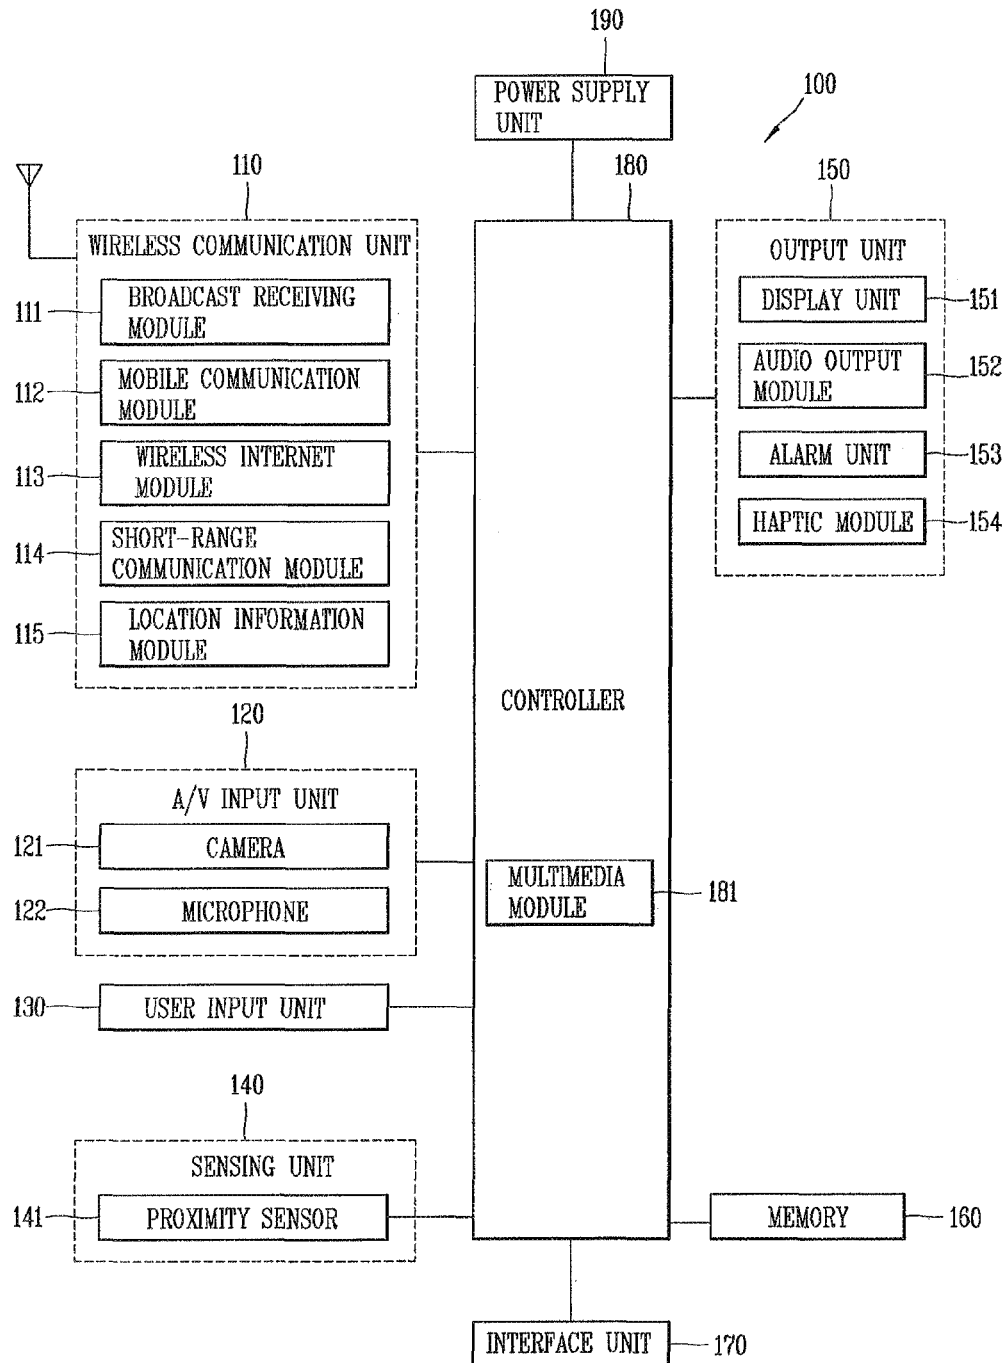 190
POWER SUPPLY
UNIT
100
110
180
150
WIRELESS COMMUNICATION UNIT
111
BROADCAST RECEIVING
MODULE
112
MOBILE COMMUNICATION
MODULE
113
WIRELESS INTERNET
MODULE
114
SHORT-RANGE
COMMUNICATION MODULE
115
LOCATION INFORMATION
MODULE
OUTPUT UNIT
DISPLAY UNIT
151
AUDIO OUTPUT
MODULE
152
ALARM UNIT
153
HAPTIC MODULE
154
CONTROLLER
120
A/V INPUT UNIT
121
CAMERA
122
MICROPHONE
MULTIMEDIA
MODULE
181
130
USER INPUT UNIT
140
SENSING UNIT
141
PROXIMITY SENSOR
MEMORY
160
INTERFACE UNIT
170